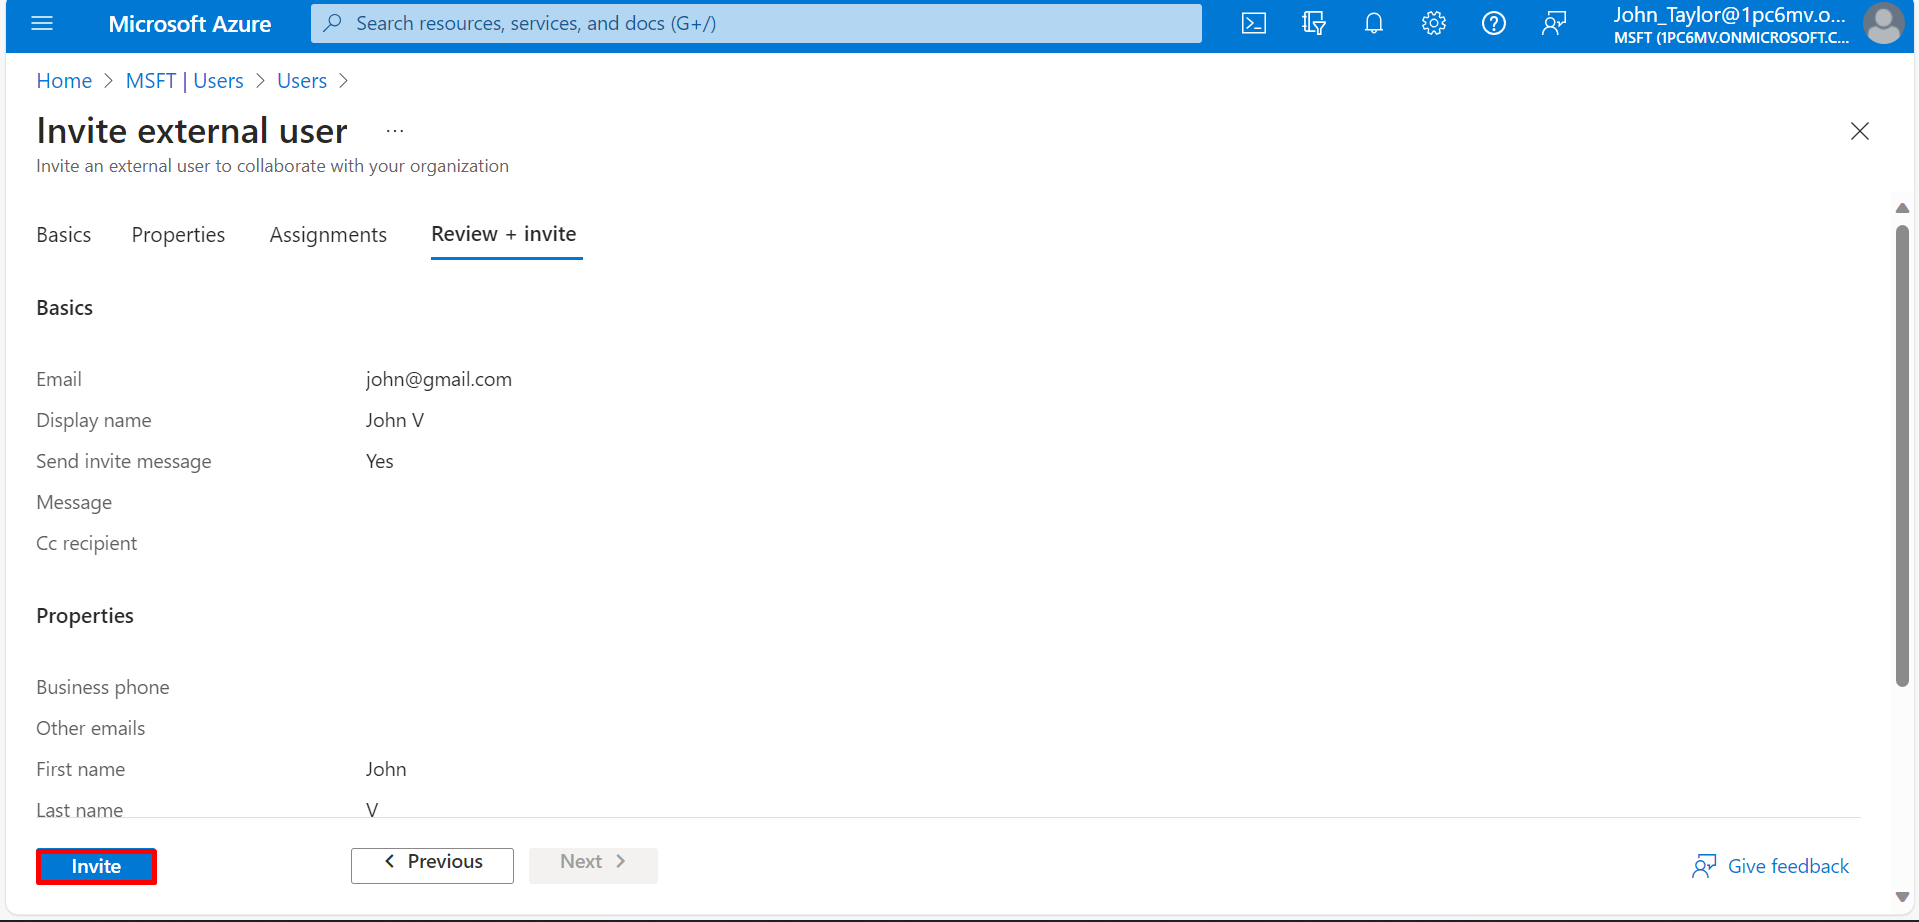 Microsoft Azure
Search resources, services, and docs (G+/)
John_Taylor@1pc6mv.o...
MSFT (1PC6MV.ONMICROSOFT.C...
Home > MSFT | Users > Users >
Invite external user ...
Invite an external user to collaborate with your organization
Basics Properties Assignments Review + invite
Basics
Email john@gmail.com
Display name John V
Send invite message Yes
Message
Cc recipient
Properties
Business phone
Other emails
First name John
Last name V
Invite < Previous Next > Give feedback